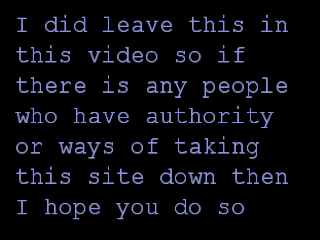 I did leave this in
this video so if
there is any people
who have authority
or ways of taking
this site down then
I hope you do so